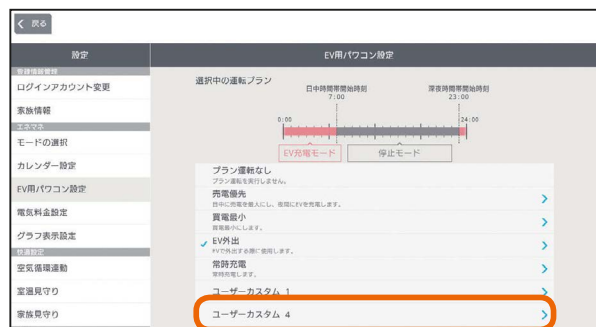 戻る
設定
EV用パワコン設定
登録情報管理
ログインアカウント変更
家族情報
エネマネ
モードの選択
カレンダー設定
EV用パワコン設定
電気料金設定
グラフ表示設定
快適設定
空気循環連動
室温見守り
家族見守り
選択中の運転プラン
日中時間帯開始時刻
7:00
深夜時間帯開始時刻
23:00
0:00
24:00
EV充電モード
停止モード
プラン運転なし
プラン運転を実行しません。
売電優先
日中に売電を最大にし、夜間にEVを充電します。
買電最小
買電最小にします。
EV外出
EVで外出する際に使用します。
常時充電
常時充電します。
ユーザーカスタム 1
ユーザーカスタム 4